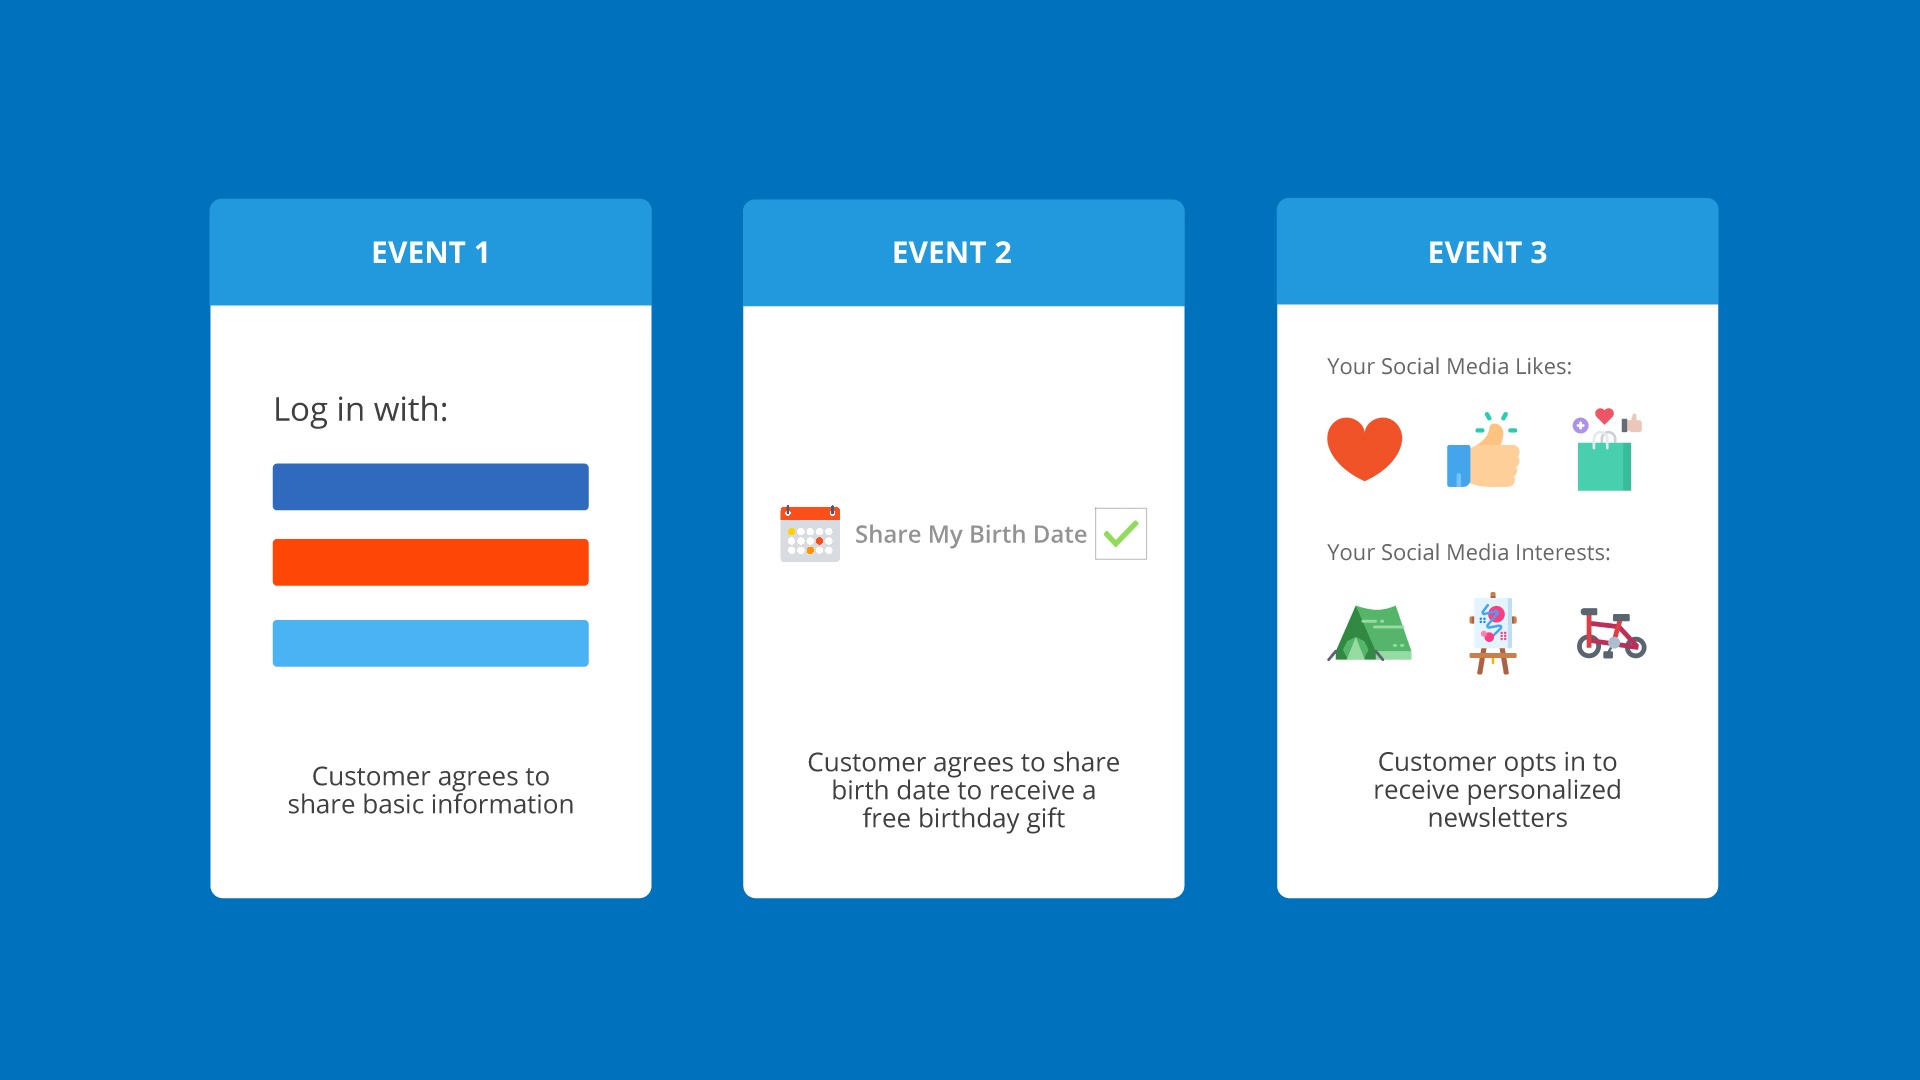 EVENT 1
Log in with:
Customer agrees to
share basic information
EVENT 2
Share My Birth Date
Customer agrees to share
birth date to receive a
free birthday gift
EVENT 3
Your Social Media Likes:
Your Social Media Interests:
Customer opts in to
receive personalized
newsletters